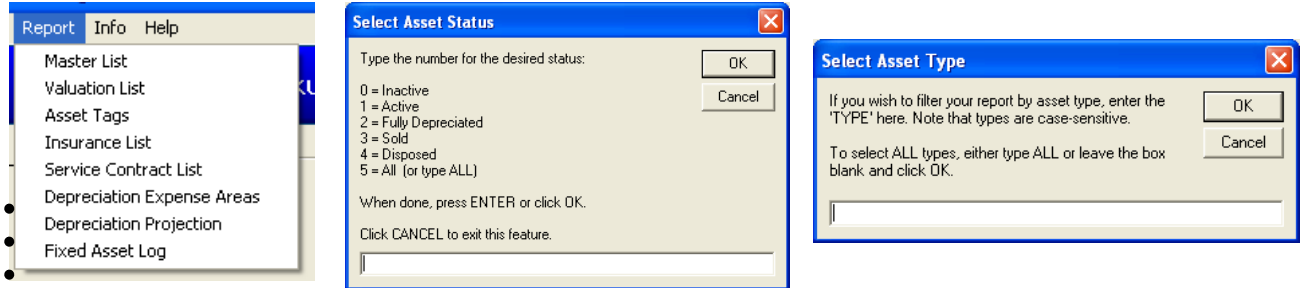 Report Info Help
Master List
Valuation List
Asset Tags
Insurance List
Service Contract List
Depreciation Expense Areas
Depreciation Projection
Fixed Asset Log
Select Asset Status
Type the number for the desired status:
0 = Inactive
1 = Active
2 = Fully Depreciated
3 = Sold
4 = Disposed
5 = All (or type ALL)
When done, press ENTER or click OK.
Click CANCEL to exit this feature.
OK
Cancel
Select Asset Type
If you wish to filter your report by asset type, enter the
'TYPE' here. Note that types are case-sensitive.
To select ALL types, either type ALL or leave the box
blank and click OK.
OK
Cancel